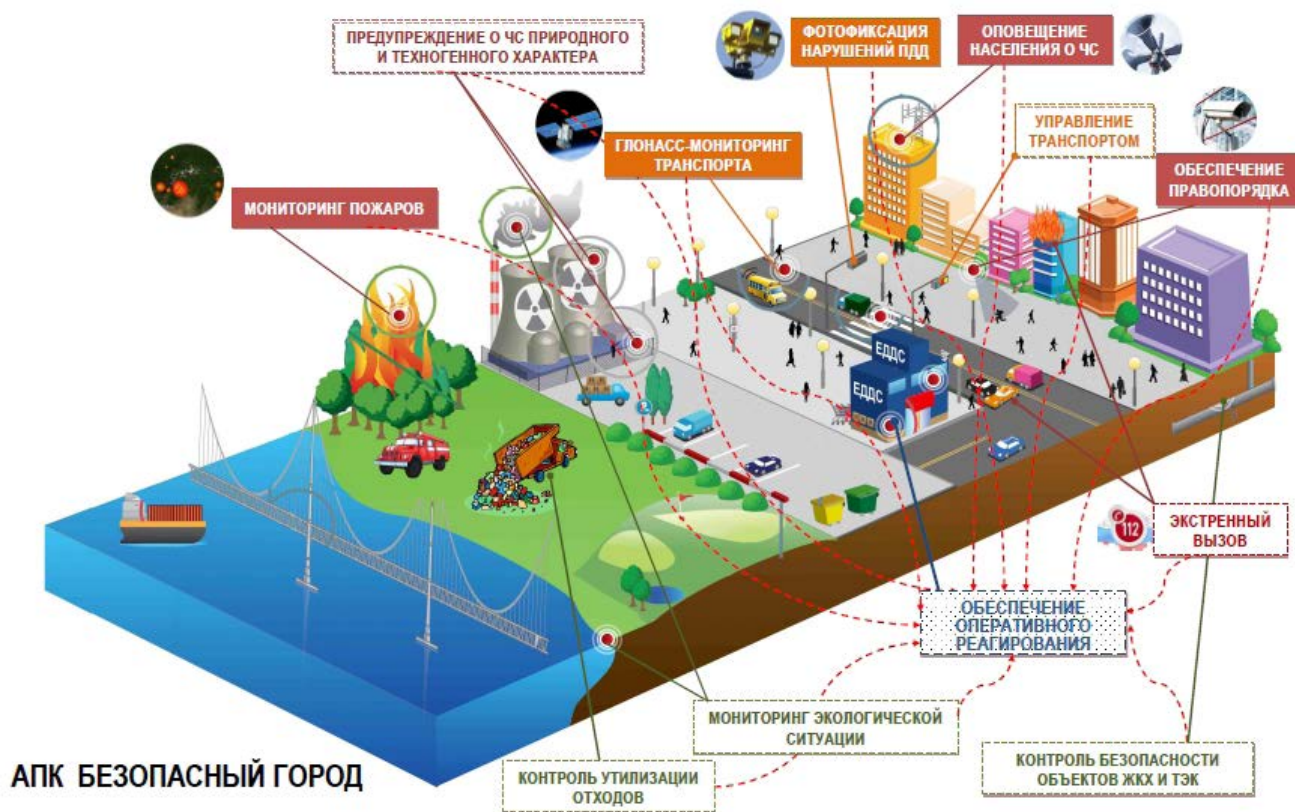 ПРЕДУПРЕЖДЕНИЕ О ЧС ПРИРОДНОГО
И ТЕХНОГЕННОГО ХАРАКТЕРА
ФОТОФИКСАЦИЯ
НАРУШЕНИЙ ПДД
ОПОВЕЩЕНИЕ
НАСЕЛЕНИЯ О ЧС
УПРАВЛЕНИЕ
ТРАНСПОРТОМ
ГЛОНАСС-МОНИТОРИНГ
ТРАНСПОРТА
ОБЕСПЕЧЕНИЕ
ПРАВОПОРЯДКА
МОНИТОРИНГ ПОЖАРОВ
ЕДДС
ЕДДС
112
ЭКСТРЕННЫЙ
ВЫЗОВ
ОБЕСПЕЧЕНИЕ
ОПЕРАТИВНОГО
РЕАГИРОВАНИЯ
МОНИТОРИНГ ЭКОЛОГИЧЕСКОЙ
СИТУАЦИИ
КОНТРОЛЬ БЕЗОПАСНОСТИ
ОБЪЕКТОВ ЖКХ И ТЭК
КОНТРОЛЬ УТИЛИЗАЦИИ
ОТХОДОВ
АПК БЕЗОПАСНЫЙ ГОРОД